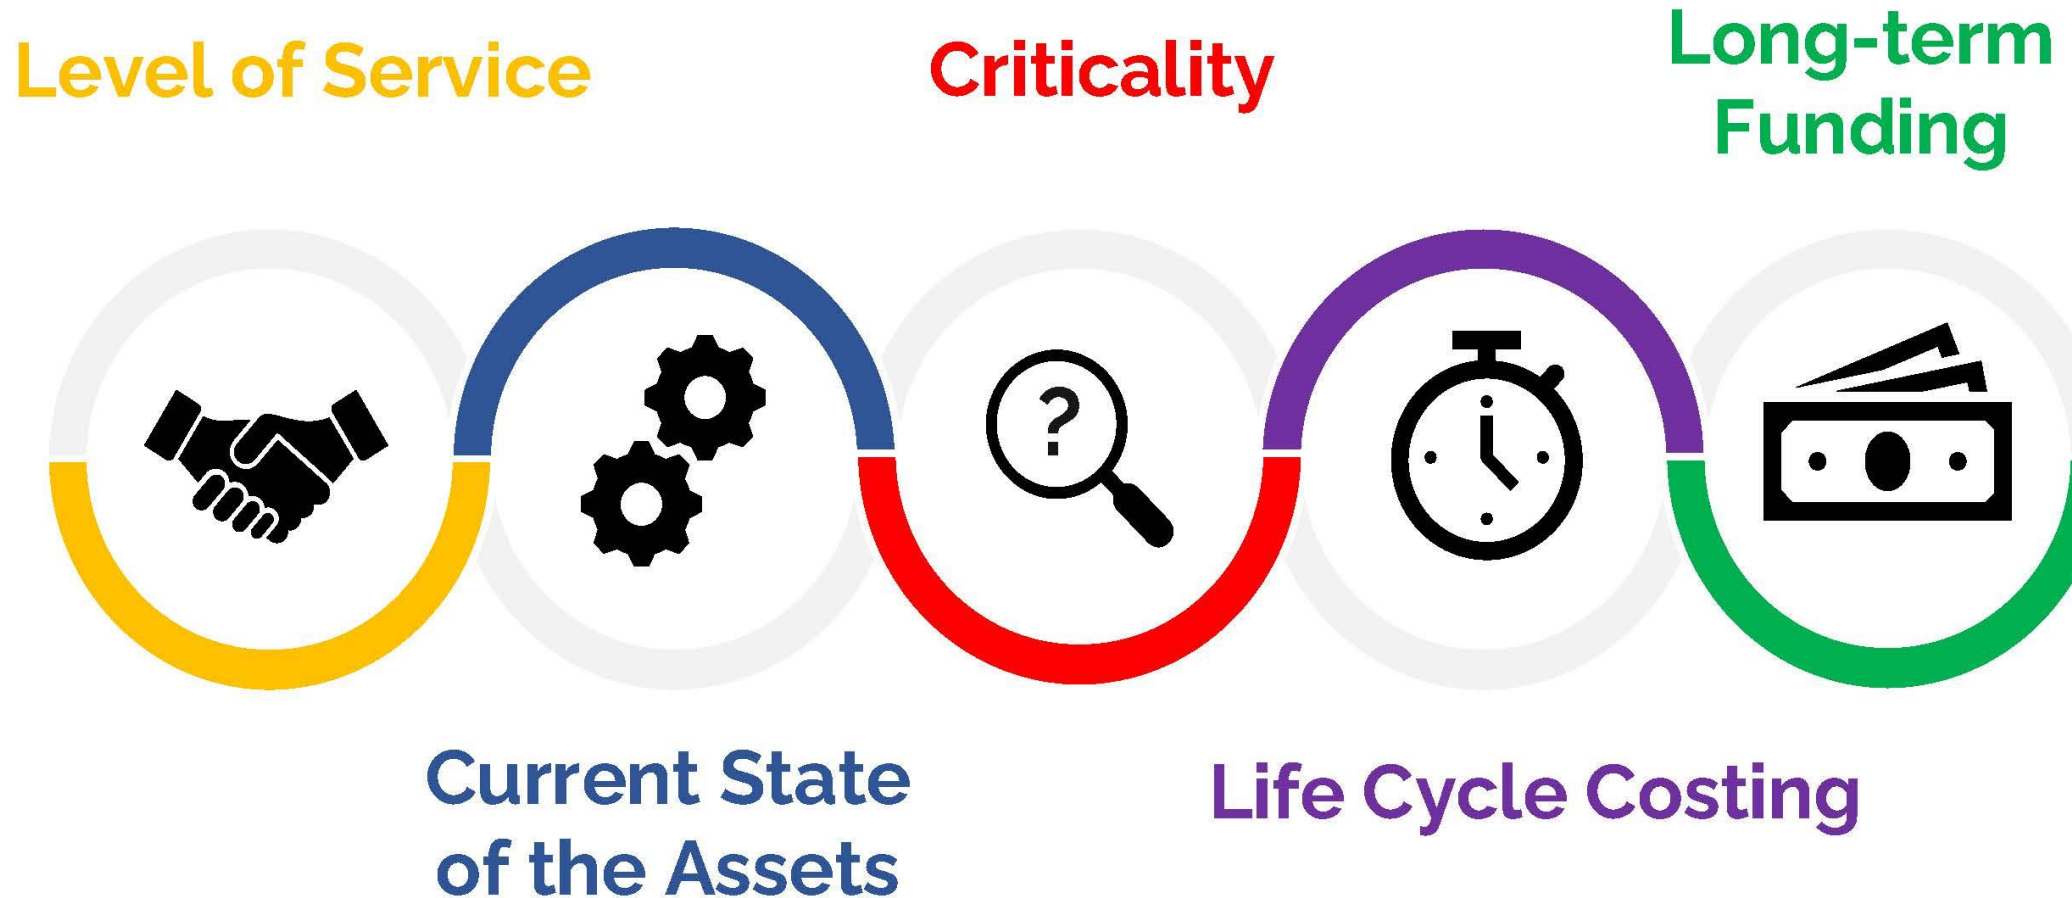 Level of Service
Current State
of the Assets
Criticality
?
Life Cycle Costing
Long-term
Funding